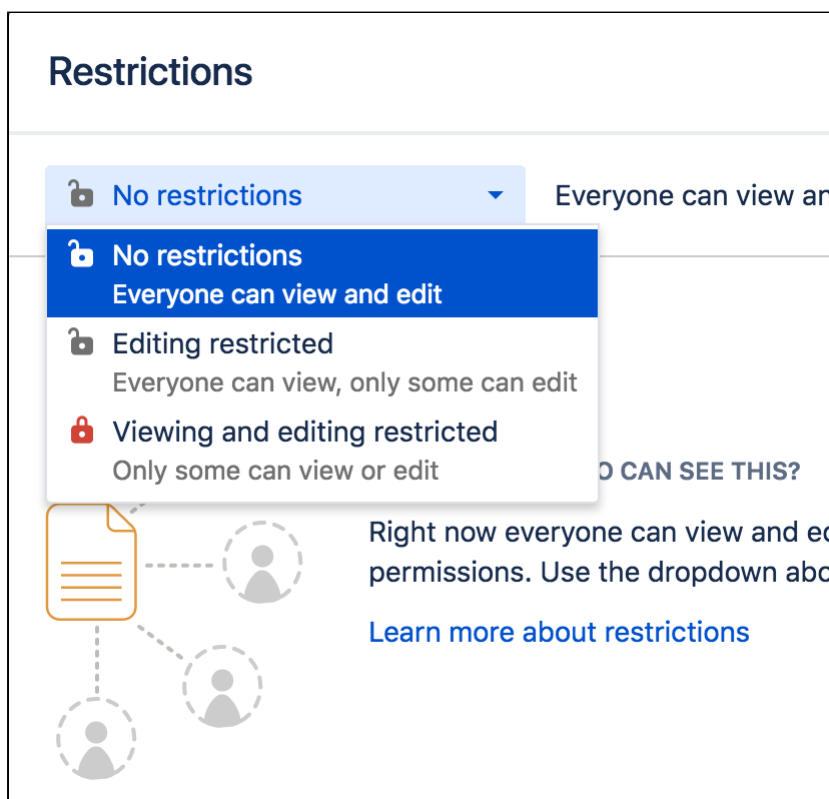 Restrictions
No restrictions
Everyone can view an
No restrictions
Everyone can view and edit
Editing restricted
Everyone can view, only some can edit
Viewing and editing restricted
Only some can view or edit
O CAN SEE THIS?
Right now everyone can view and ed
permissions. Use the dropdown abo
Learn more about restrictions